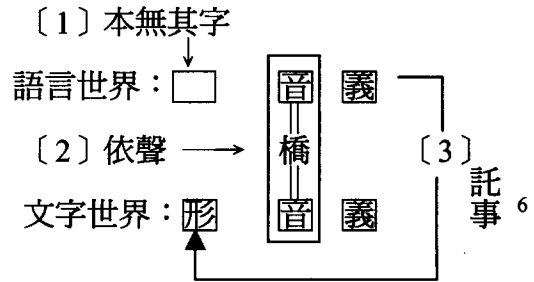 〔1〕本無其字
語言世界： 音 義
〔2〕依聲 橋 〔3〕
託事 6
文字世界：形 音 義